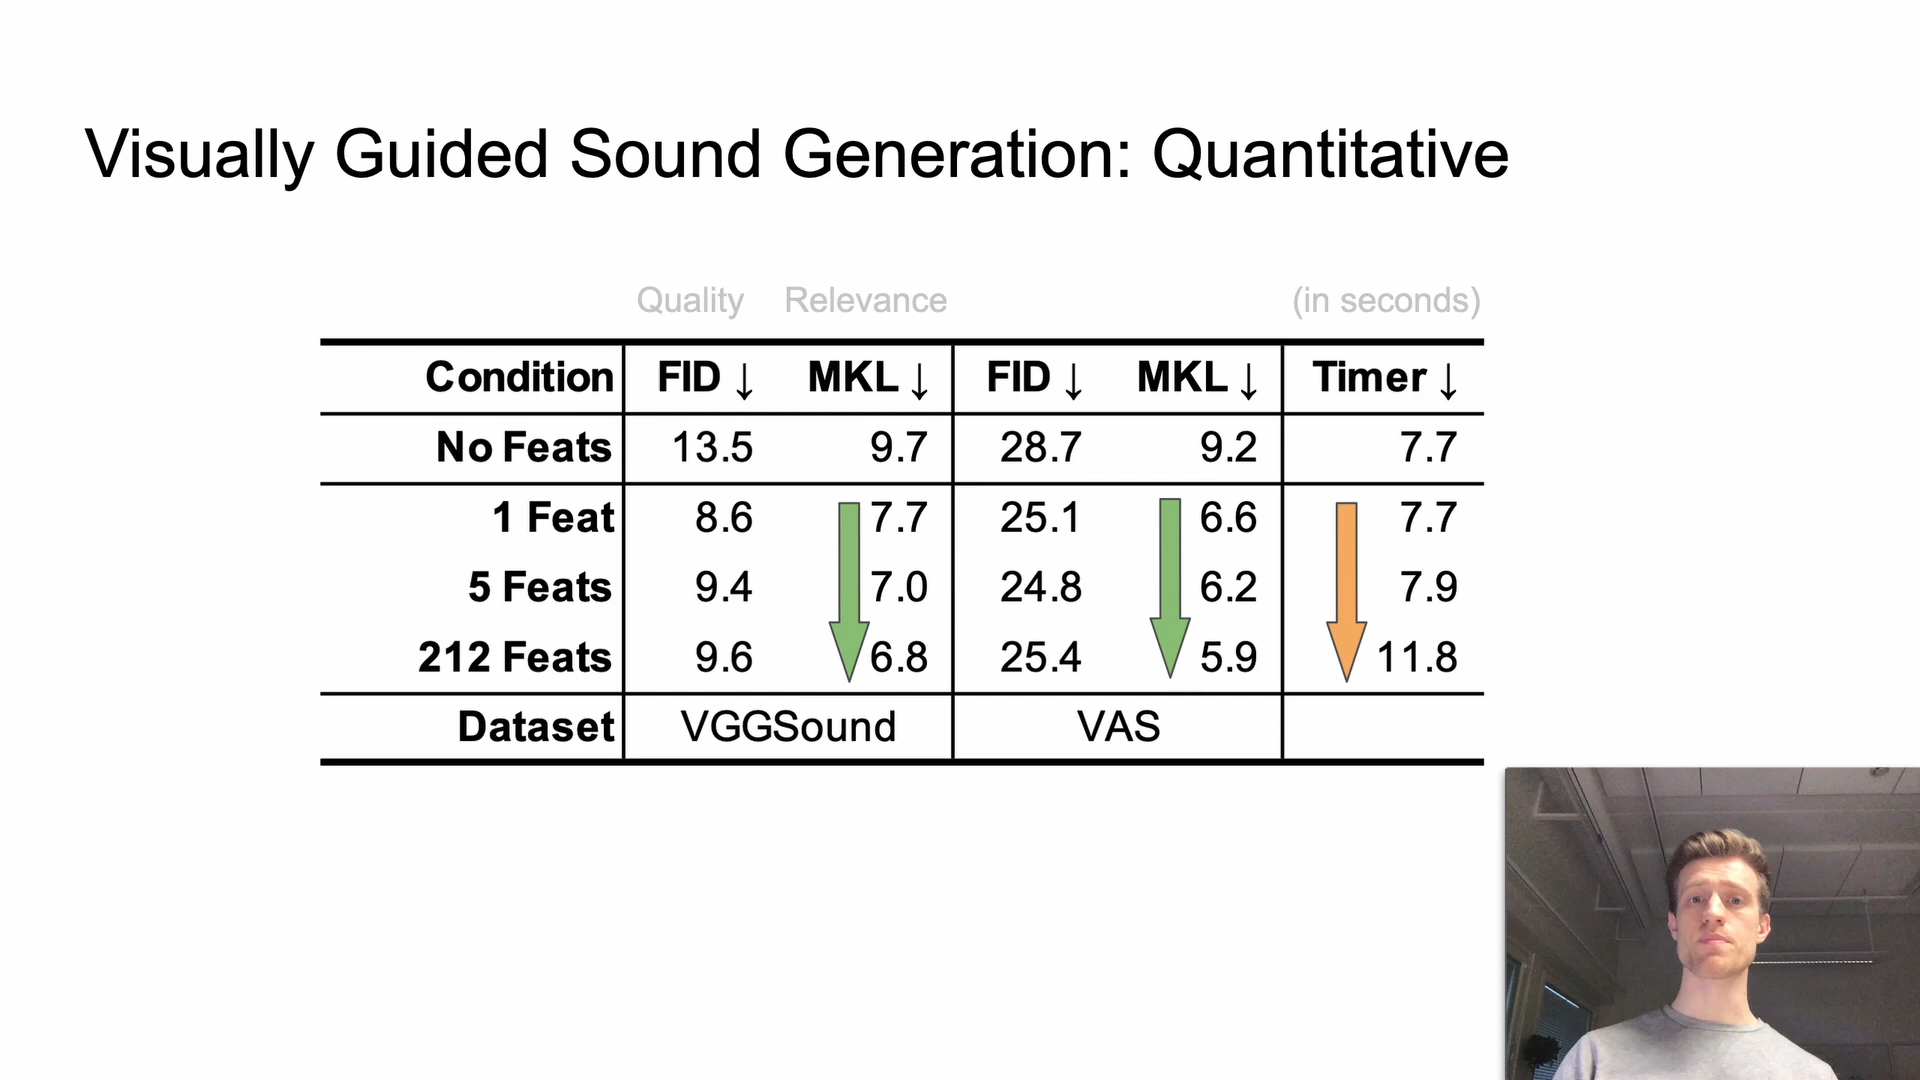 Visually Guided Sound Generation: Quantitative
Quality Relevance (in seconds)
Condition FID ↓ MKL ↓ FID ↓ MKL ↓ Timer ↓
No Feats 13.5 9.7 28.7 9.2 7.7
1 Feat 8.6 7.7 25.1 6.6 7.7
5 Feats 9.4 7.0 24.8 6.2 7.9
212 Feats 9.6 6.8 25.4 5.9 11.8
Dataset VGGSound VAS